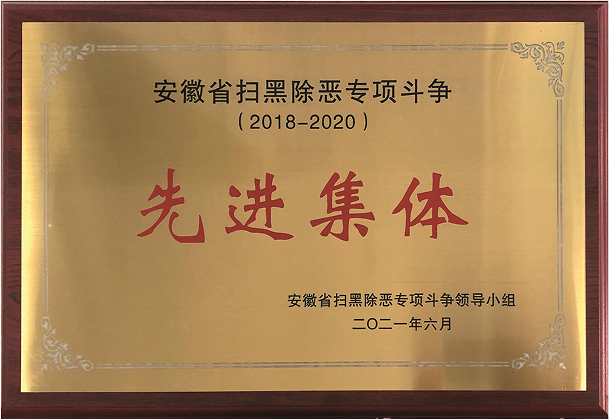 安徽省扫黑除恶专项斗争
（2018-2020）
先进集体
安徽省扫黑除恶专项斗争领导小组
二〇二一年六月